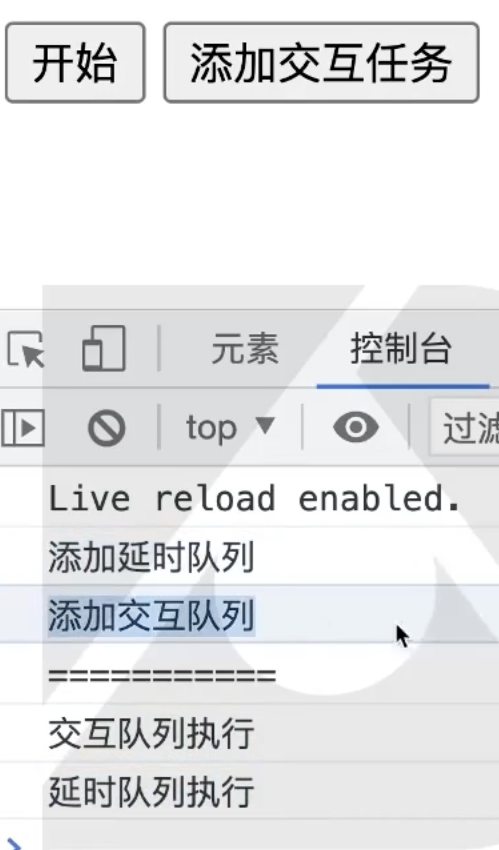 开始 添加交互任务
元素 控制台
top 过滤
Live reload enabled.
添加延时队列
添加交互队列
===========
交互队列执行
延时队列执行